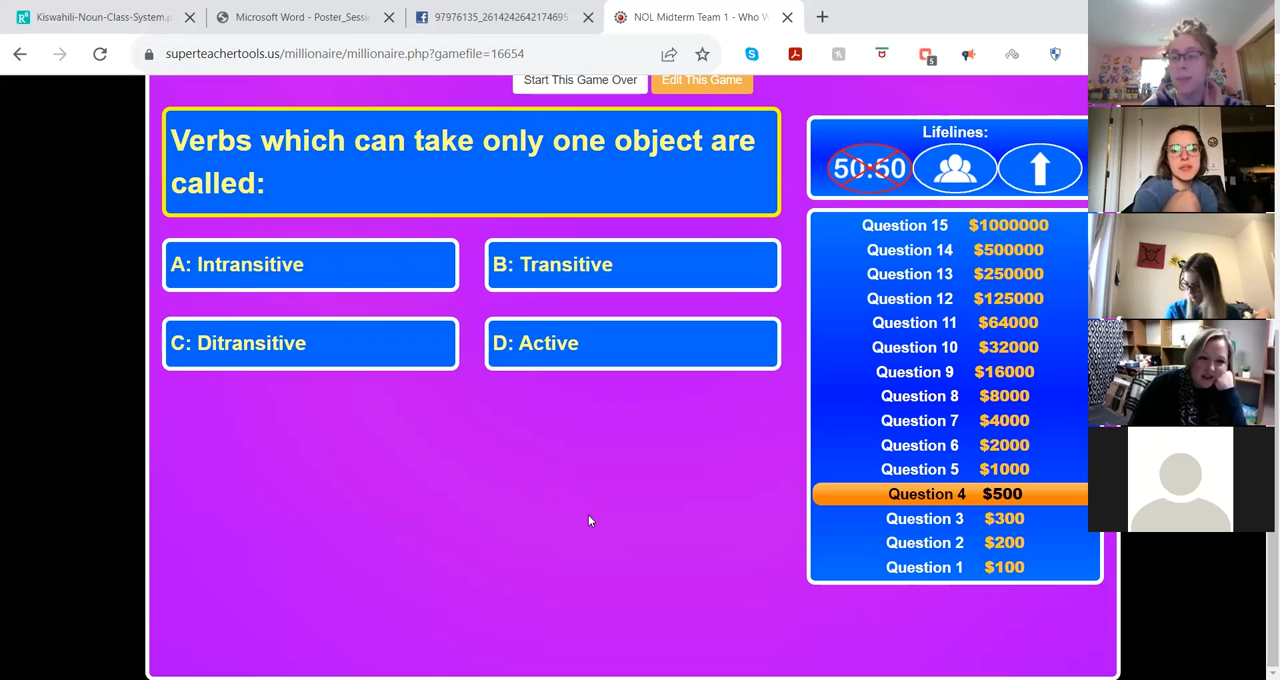 Kiswahili-Noun-Class-System.p
Microsoft Word - Poster_Sessi
97976135_2614242642174695
NOL Midterm Team 1 - Who W
superteachertools.us/millionaire/millionaire.php?gamefile=16654
Start This Game Over
Edit This Game
Verbs which can take only one object are
called:
A: Intransitive
B: Transitive
C: Ditransitive
D: Active
Lifelines:
50:50
Question 15 $1000000
Question 14 $500000
Question 13 $250000
Question 12 $125000
Question 11 $64000
Question 10 $32000
Question 9 $16000
Question 8 $8000
Question 7 $4000
Question 6 $2000
Question 5 $1000
Question 4 $500
Question 3 $300
Question 2 $200
Question 1 $100